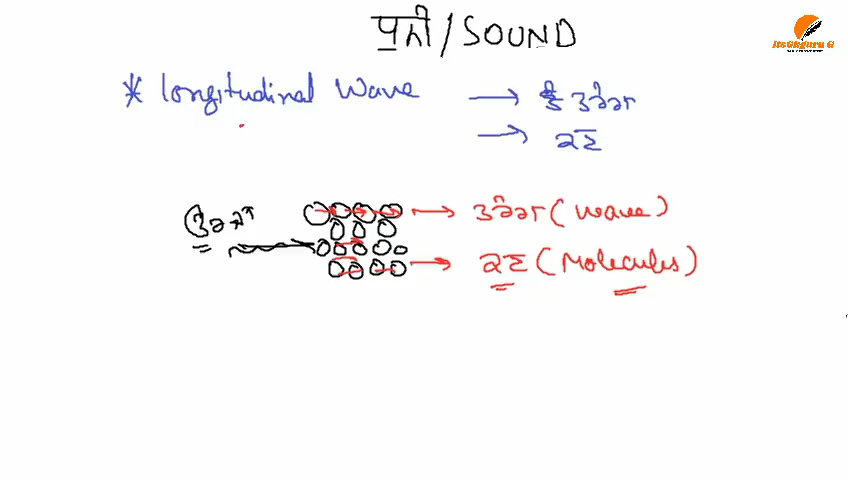 ਧੁਨੀ / SOUND
* Longitudinal Wave → ਤਰੰਗ
→ ਕਣ
→ ਤਰੰਗ (Wave)
→ ਕਣ (Molecules)